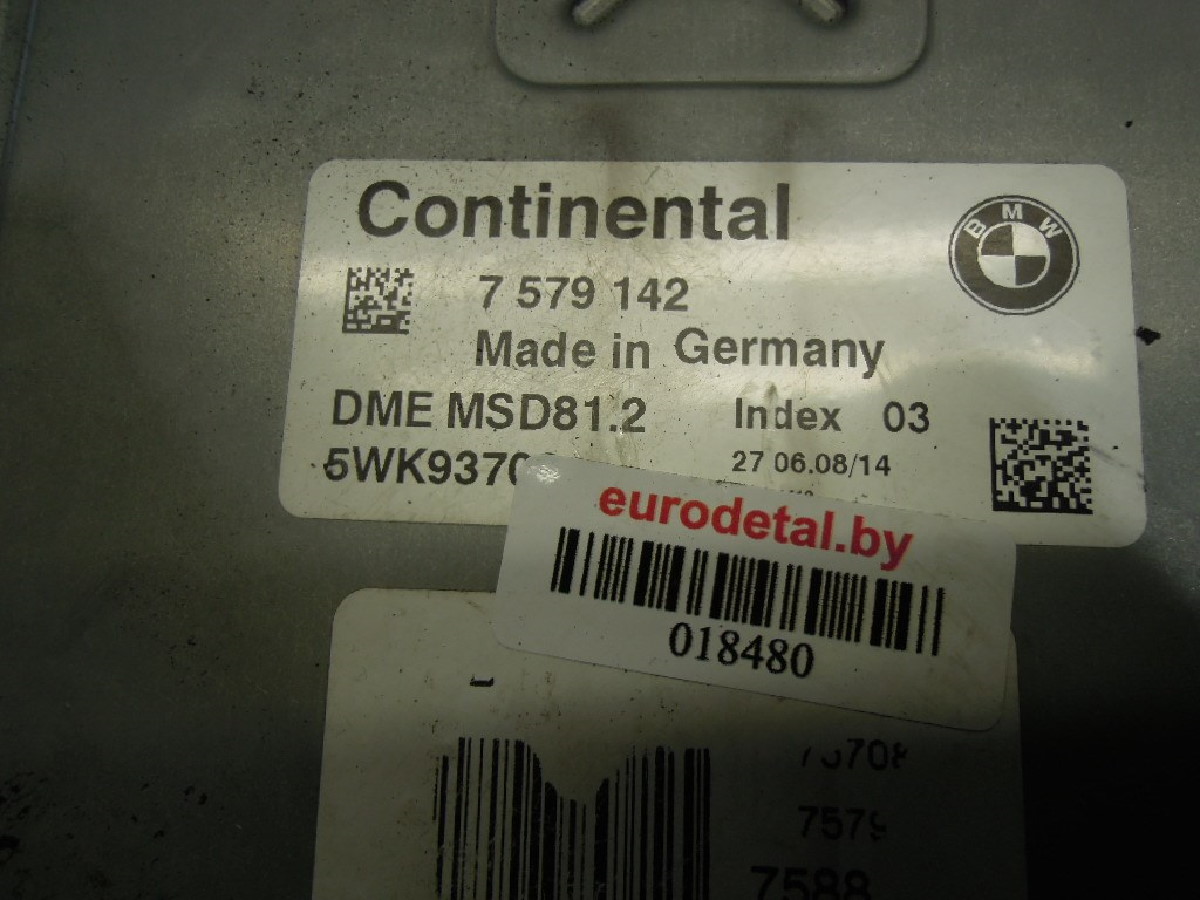 Continental
BMW
7 579 142
Made in Germany
DME MSD81.2 Index 03
5WK9370
27 06.08/14
eurodetal.by
018480
7579
7588